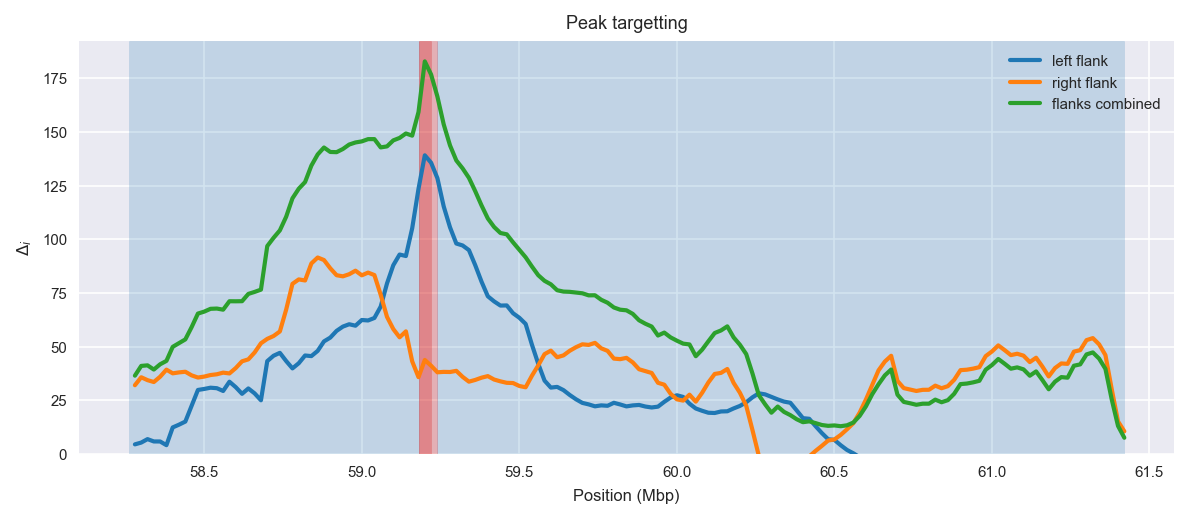 Peak targetting
left flank
right flank
flanks combined
175
150
125
100
75
50
25
0
Δi
58.5 59.0 59.5 60.0 60.5 61.0 61.5
Position (Mbp)